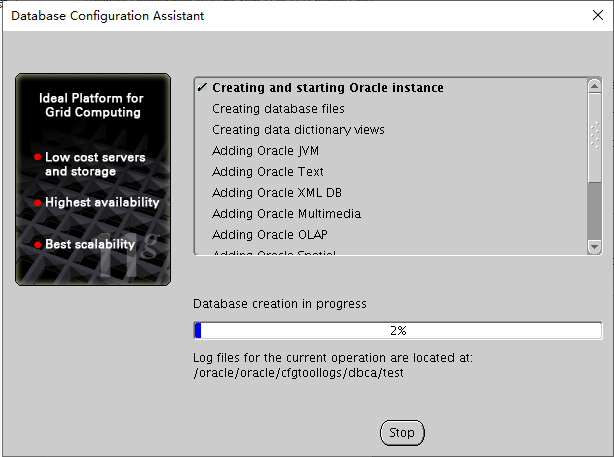 Database Configuration Assistant
Ideal Platform for
Grid Computing
Low cost servers
and storage
Highest availability
Best scalability
11g
Creating and starting Oracle instance
Creating database files
Creating data dictionary views
Adding Oracle JVM
Adding Oracle Text
Adding Oracle XML DB
Adding Oracle Multimedia
Adding Oracle OLAP
Adding Oracle Spatial
Database creation in progress
2%
Log files for the current operation are located at:
/oracle/oracle/cfgtoollogs/dbca/test
Stop